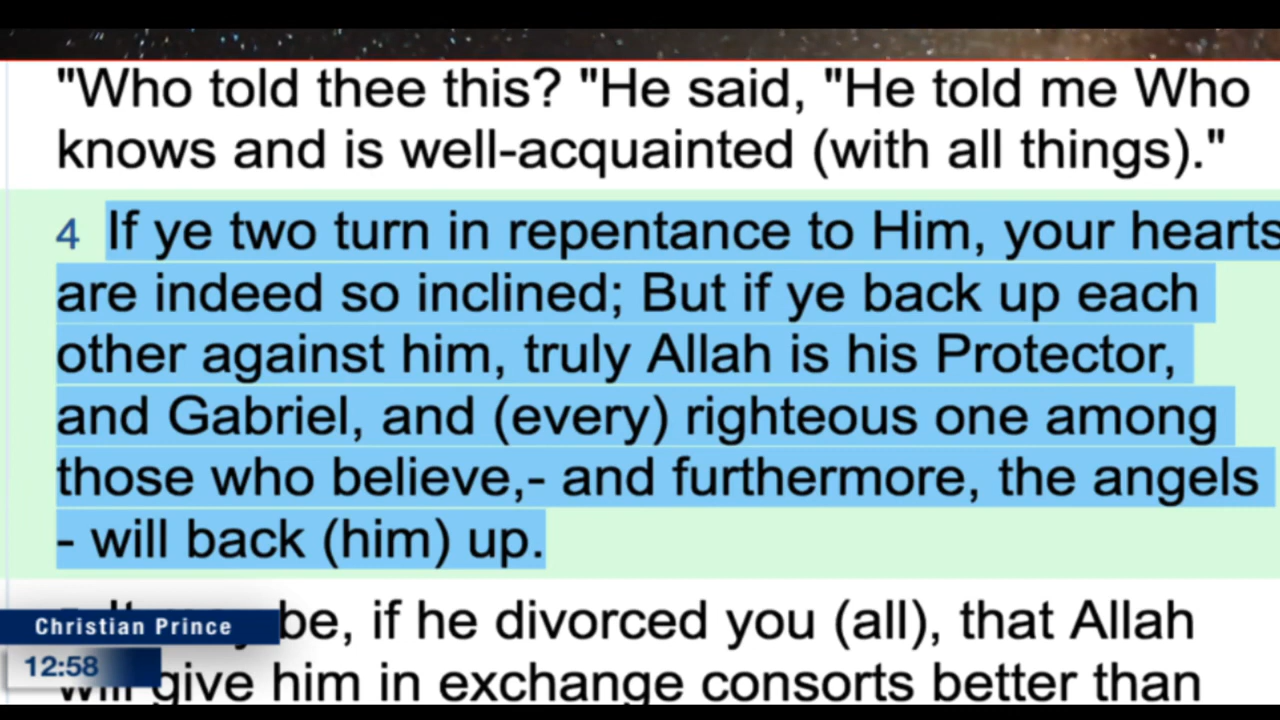 "Who told thee this? "He said, "He told me Who
knows and is well-acquainted (with all things)."
4 If ye two turn in repentance to Him, your hearts
are indeed so inclined; But if ye back up each
other against him, truly Allah is his Protector,
and Gabriel, and (every) righteous one among
those who believe,- and furthermore, the angels
- will back (him) up.
be, if he divorced you (all), that Allah
Christian Prince
12:58
will give him in exchange consorts better than